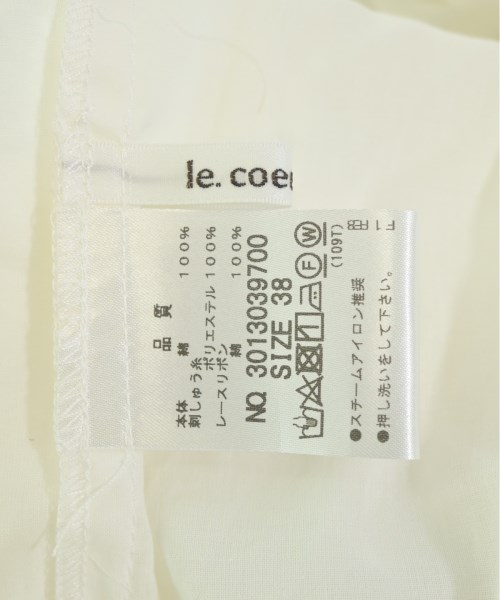 le. coe
品質
本体 綿 100%
刺しゅう糸 ポリエステル 100%
レースリボン 綿 100%
NO. 3013039700
SIZE 38
F W
(109T)
●スチームアイロン推奨
●押し洗いをして下さい。